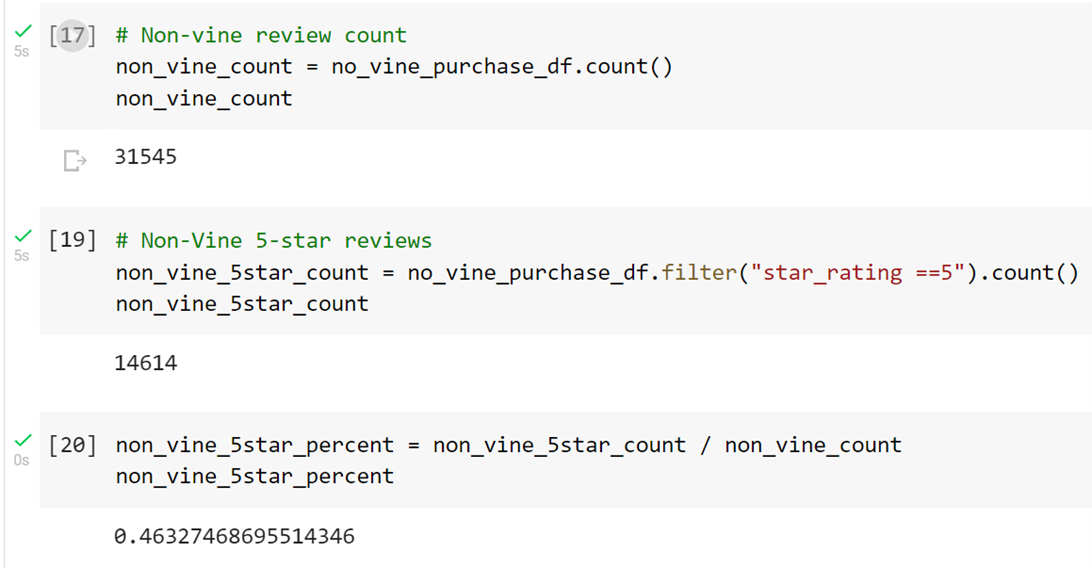 [17] # Non-vine review count
5s
non_vine_count = no_vine_purchase_df.count()
non_vine_count
31545
[19] # Non-Vine 5-star reviews
5s
non_vine_5star_count = no_vine_purchase_df.filter("star_rating ==5").count()
non_vine_5star_count
14614
[20] non_vine_5star_percent = non_vine_5star_count / non_vine_count
0s
non_vine_5star_percent
0.46327468695514346